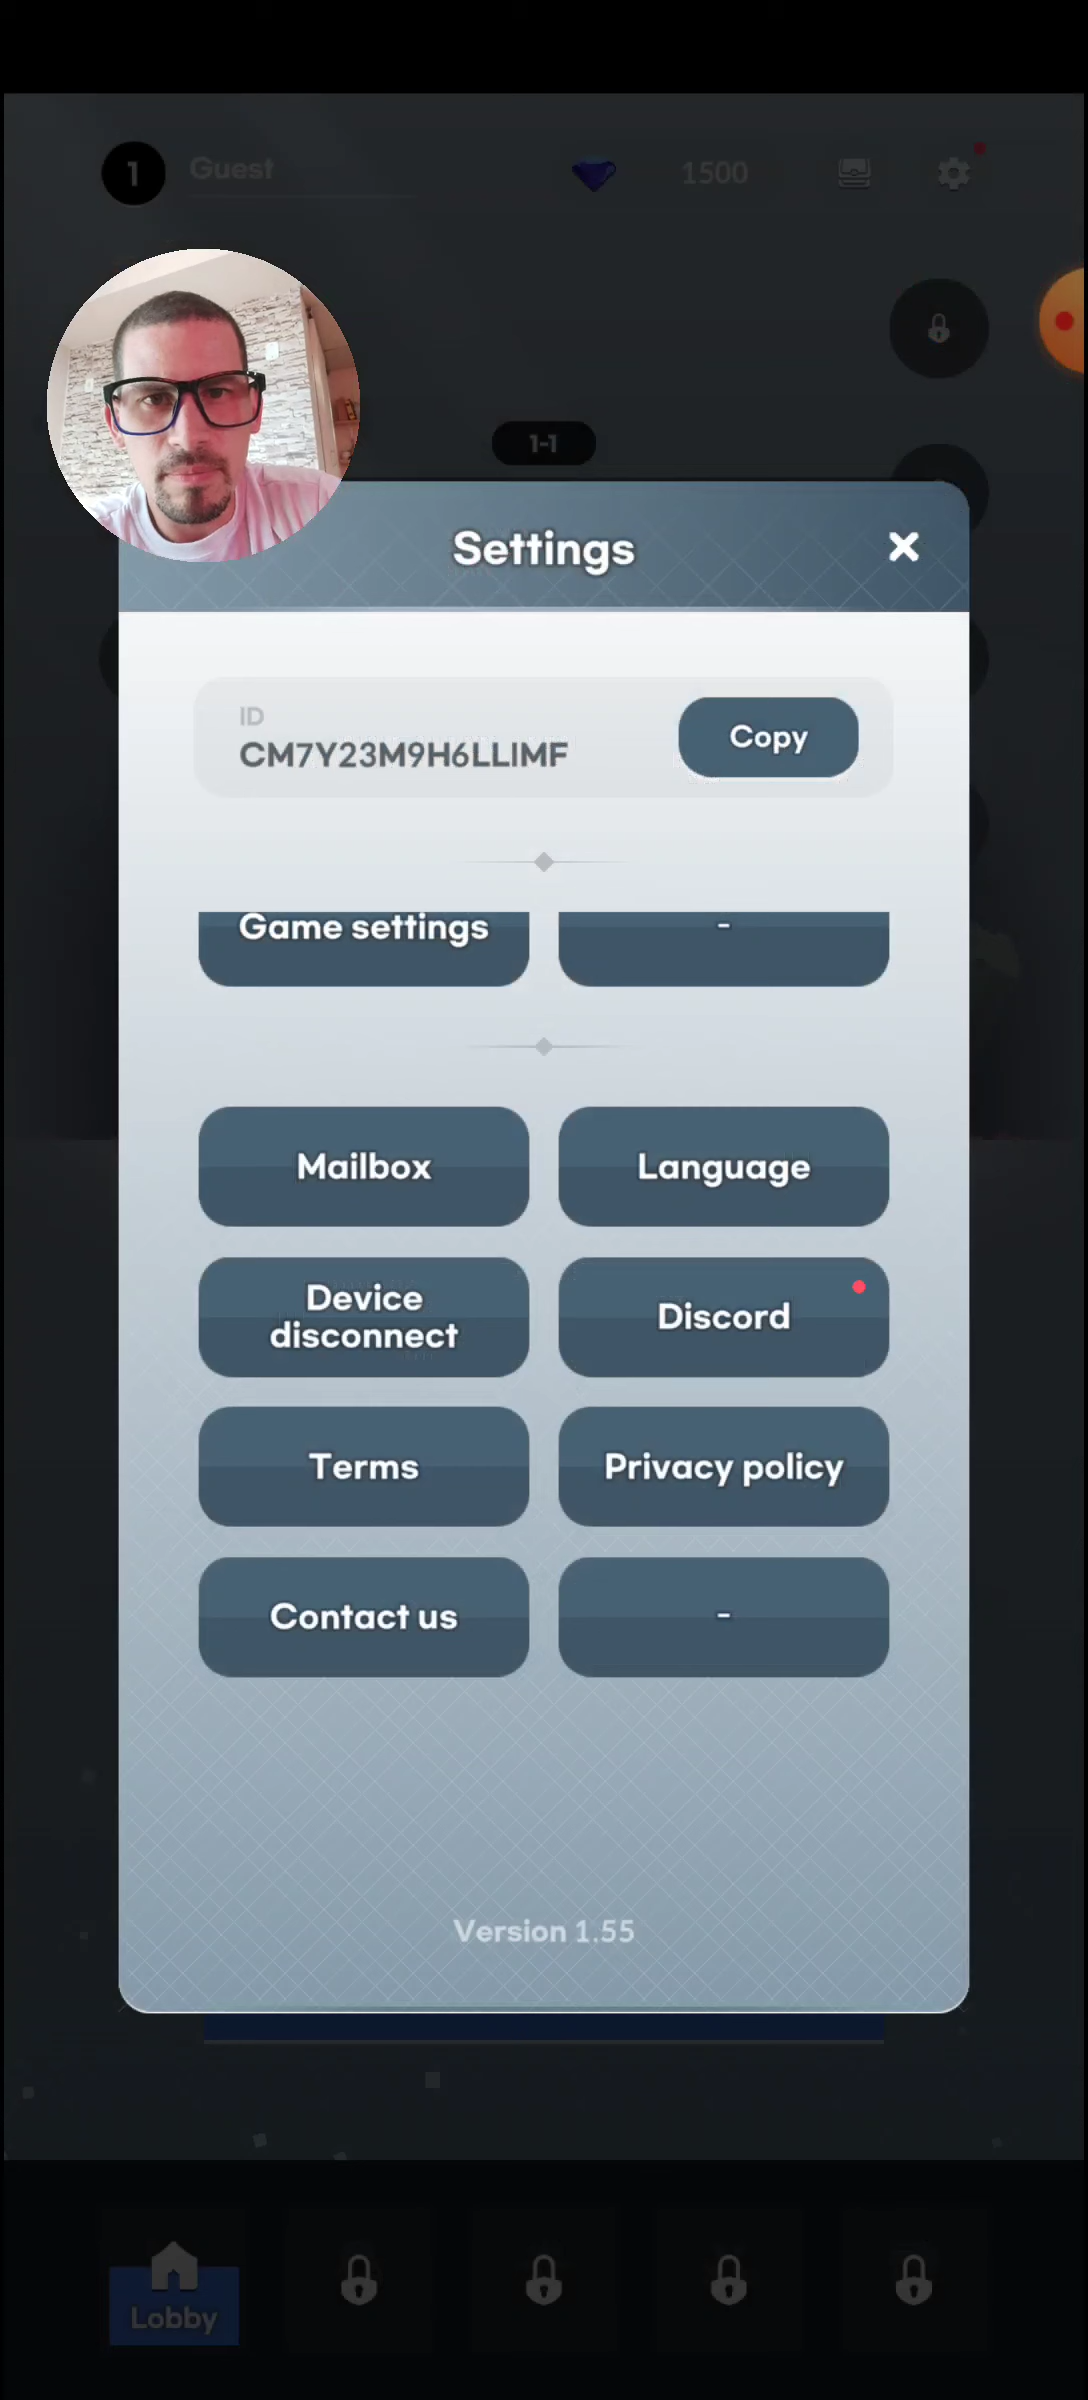 1
Guest
1500
1-1
Settings
ID
CM7Y23M9H6LLIMF
Copy
Game settings
-
Mailbox
Language
Device
disconnect
Discord
Terms
Privacy policy
Contact us
-
Version 1.55
Lobby